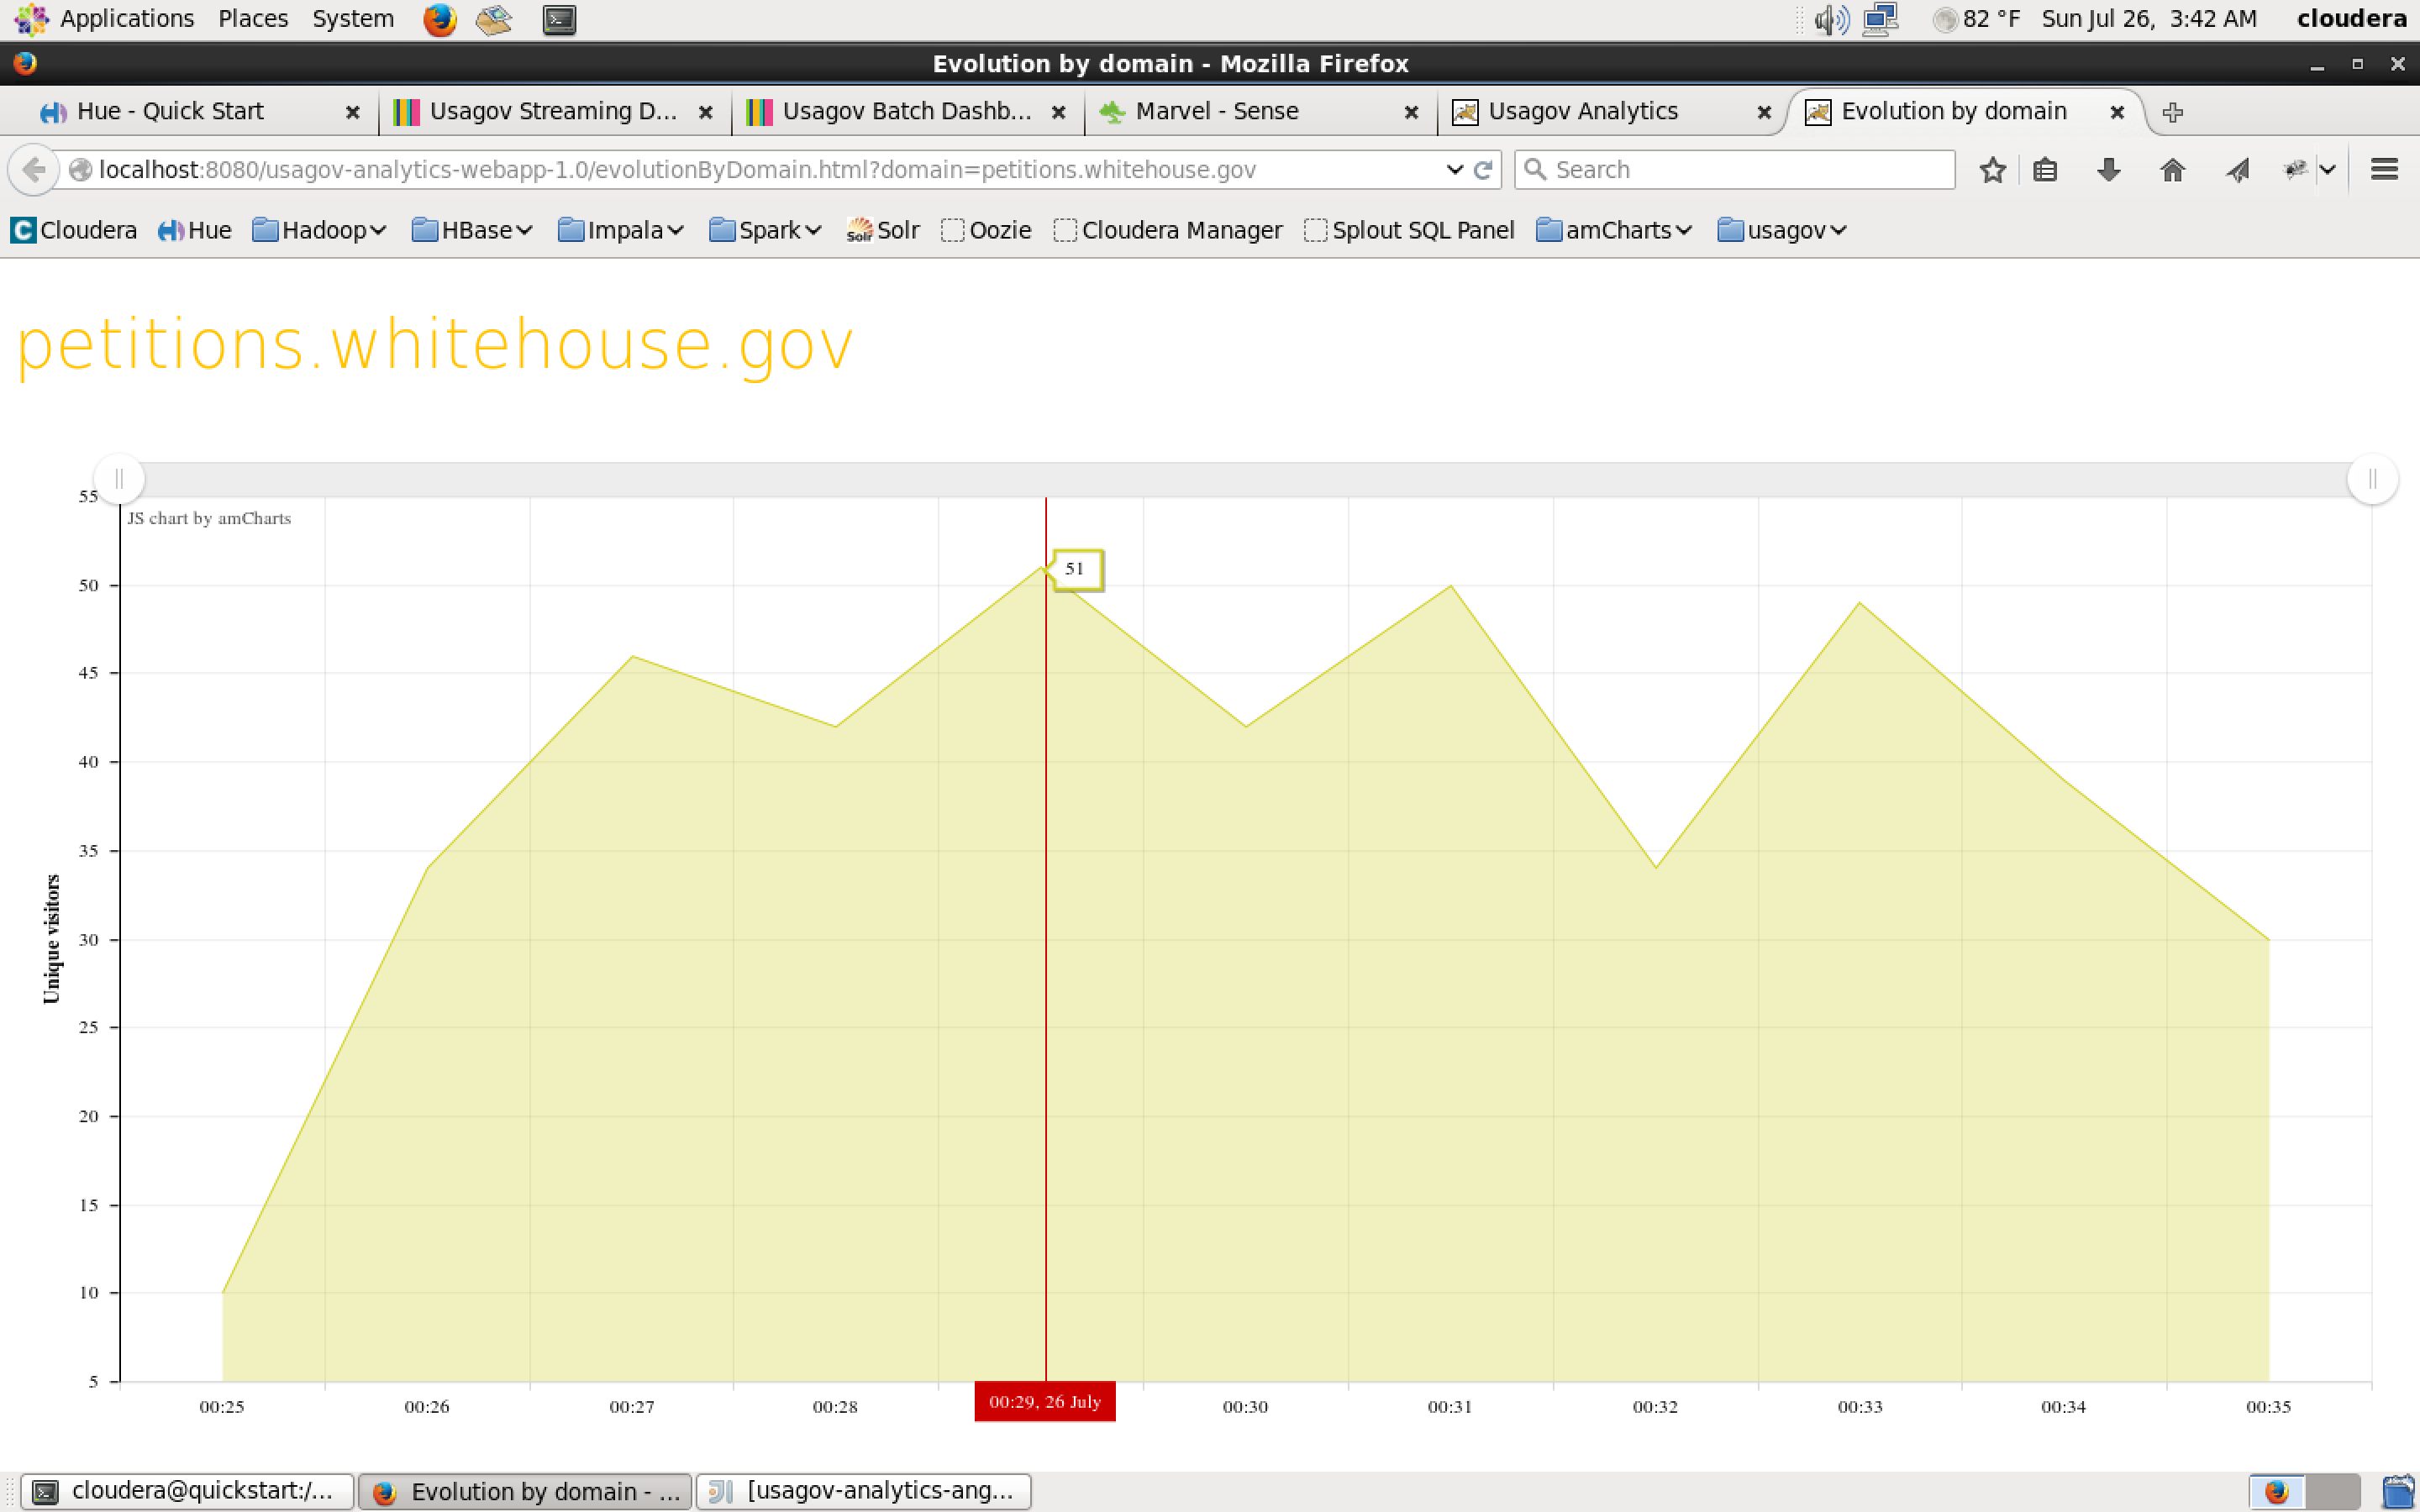 Applications Places System 82 °F Sun Jul 26, 3:42 AM cloudera
Evolution by domain - Mozilla Firefox
Hue - Quick Start Usagov Streaming D... Usagov Batch Dashb... Marvel - Sense Usagov Analytics Evolution by domain
localhost:8080/usagov-analytics-webapp-1.0/evolutionByDomain.html?domain=petitions.whitehouse.gov Search
Cloudera Hue Hadoop HBase Impala Spark Solr Solr Oozie Cloudera Manager Splout SQL Panel amCharts usagov
petitions.whitehouse.gov
55
JS chart by amCharts
51
50
45
40
35
30
25
20
15
10
5
Unique visitors
00:25 00:26 00:27 00:28 00:29, 26 July 00:30 00:31 00:32 00:33 00:34 00:35
cloudera@quickstart:/... Evolution by domain - ... [usagov-analytics-ang...